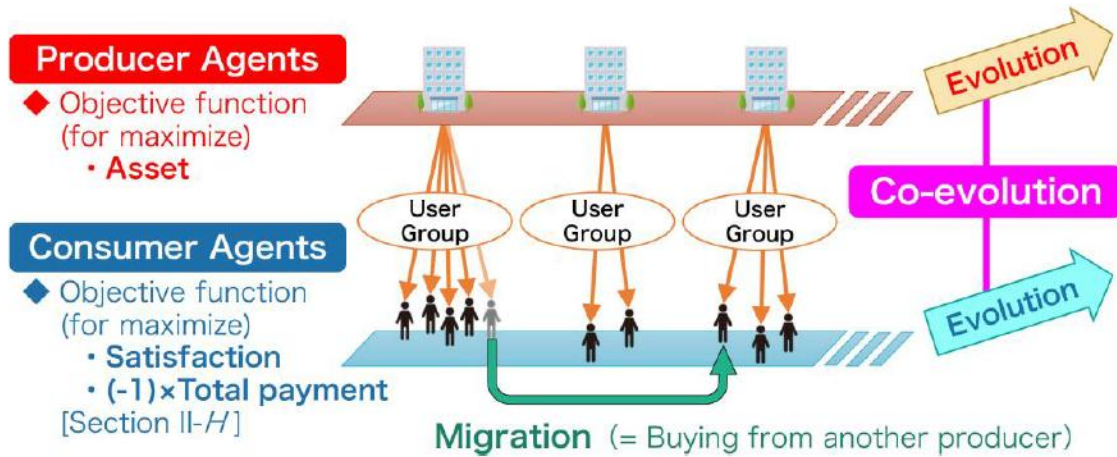 Producer Agents
◆ Objective function
(for maximize)
・Asset
Consumer Agents
◆ Objective function
(for maximize)
・Satisfaction
・(-1)×Total payment
[Section II-H]
User
Group
User
Group
User
Group
Migration (= Buying from another producer)
Evolution
Co-evolution
Evolution